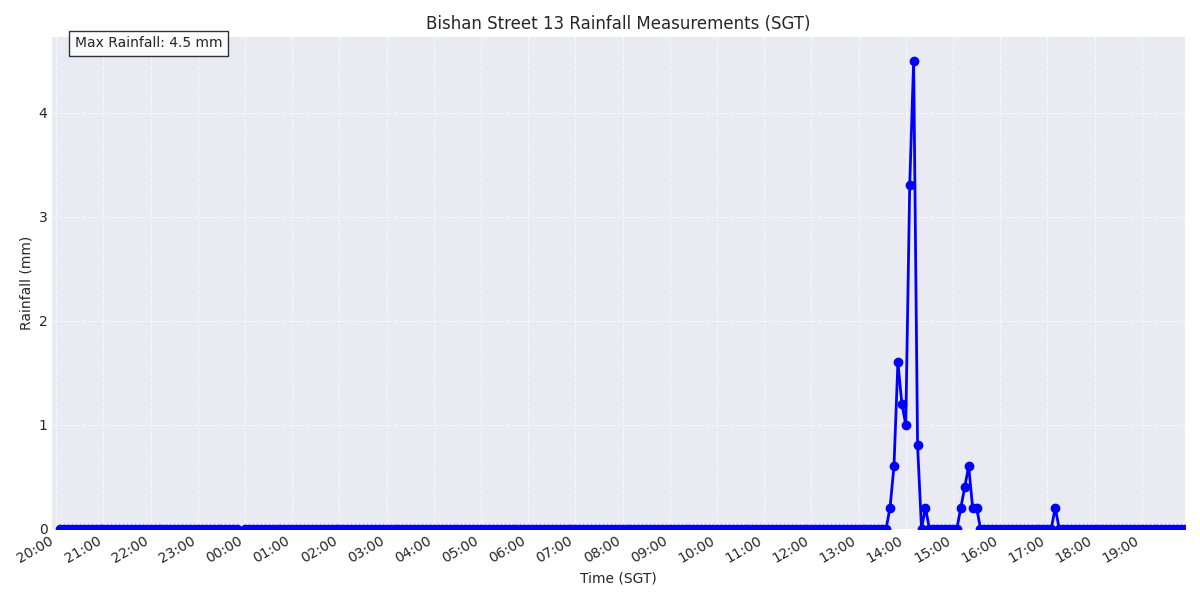 Bishan Street 13 Rainfall Measurements (SGT)
Max Rainfall: 4.5 mm
Rainfall (mm)
4
3
2
1
0
20:00 21:00 22:00 23:00 00:00 01:00 02:00 03:00 04:00 05:00 06:00 07:00 08:00 09:00 10:00 11:00 12:00 13:00 14:00 15:00 16:00 17:00 18:00 19:00
Time (SGT)